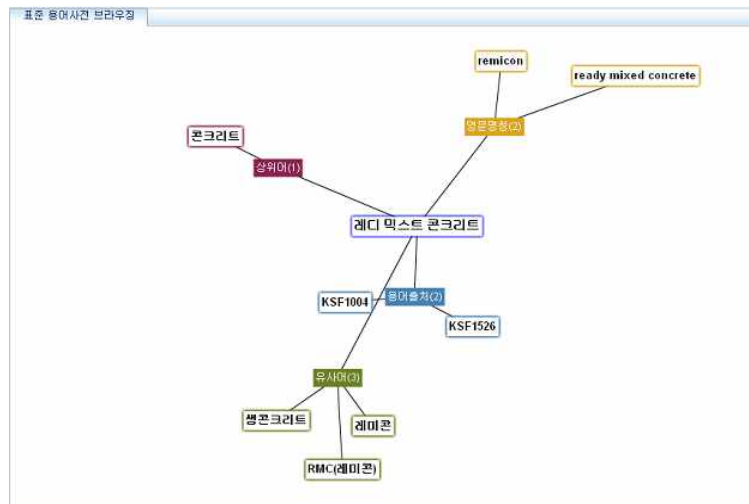 표준 용어사전 브라우징
remicon
ready mixed concrete
영문명칭(2)
콘크리트
상위어(1)
레디 믹스트 콘크리트
KSF1004
용어출처(2)
KSF1526
유사어(3)
생콘크리트
레미콘
RMC(레미콘)